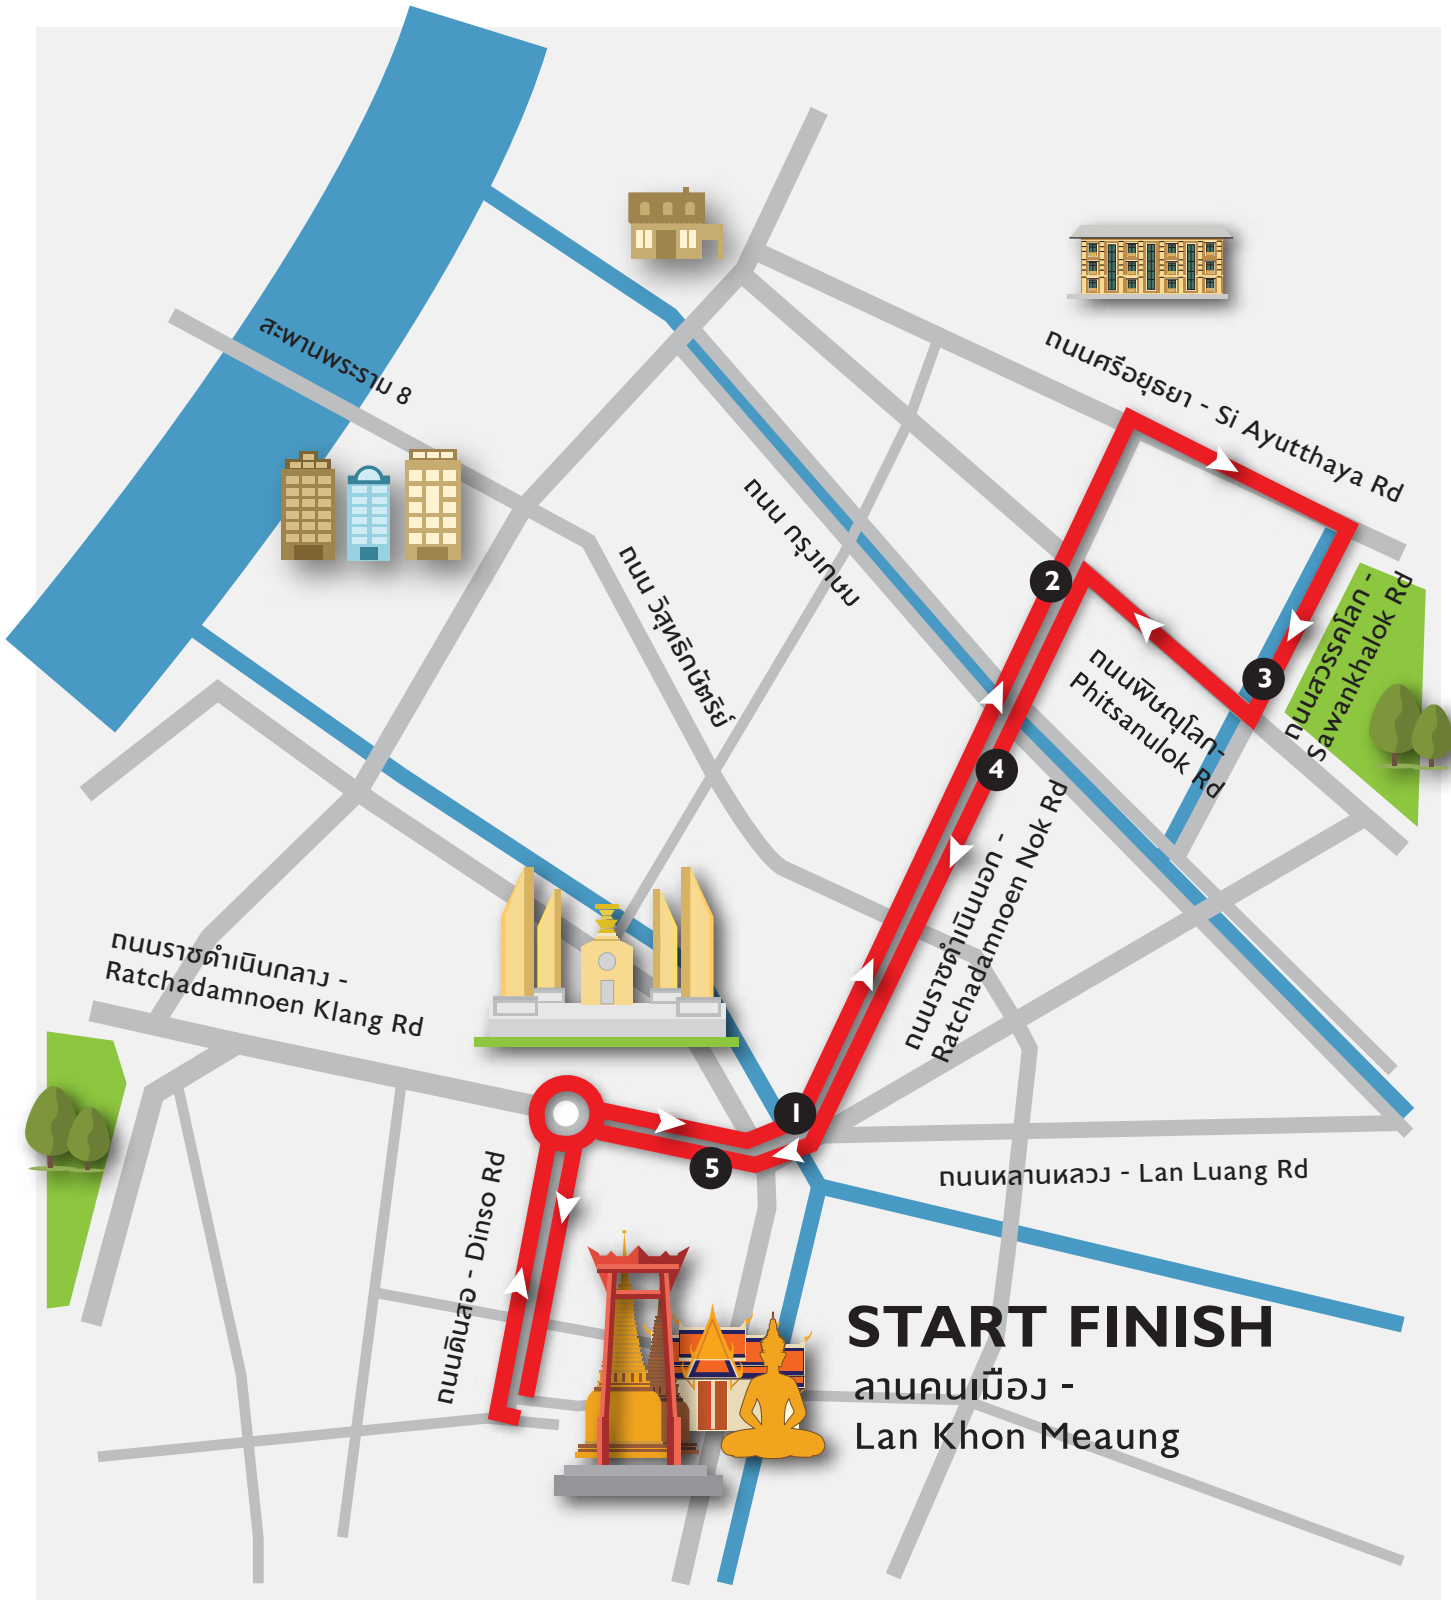 สะพานพระราม 8
ถนนศรีอยุธยา - Si Ayutthaya Rd
ถนน กรุงเกษม
ถนน วิสุทธิกษัตริย์
2
3
ถนนสวรรคโลก -
Sawankhalok Rd
ถนนพิษณุโลก-
Phitsanulok Rd
4
ถนนราชดำเนินนอก -
Ratchadamnoen Nok Rd
ถนนราชดำเนินกลาง -
Ratchadamnoen Klang Rd
1
5
ถนนหลานหลวง - Lan Luang Rd
ถนนดินสอ - Dinso Rd
START FINISH
ลานคนเมือง -
Lan Khon Meaung